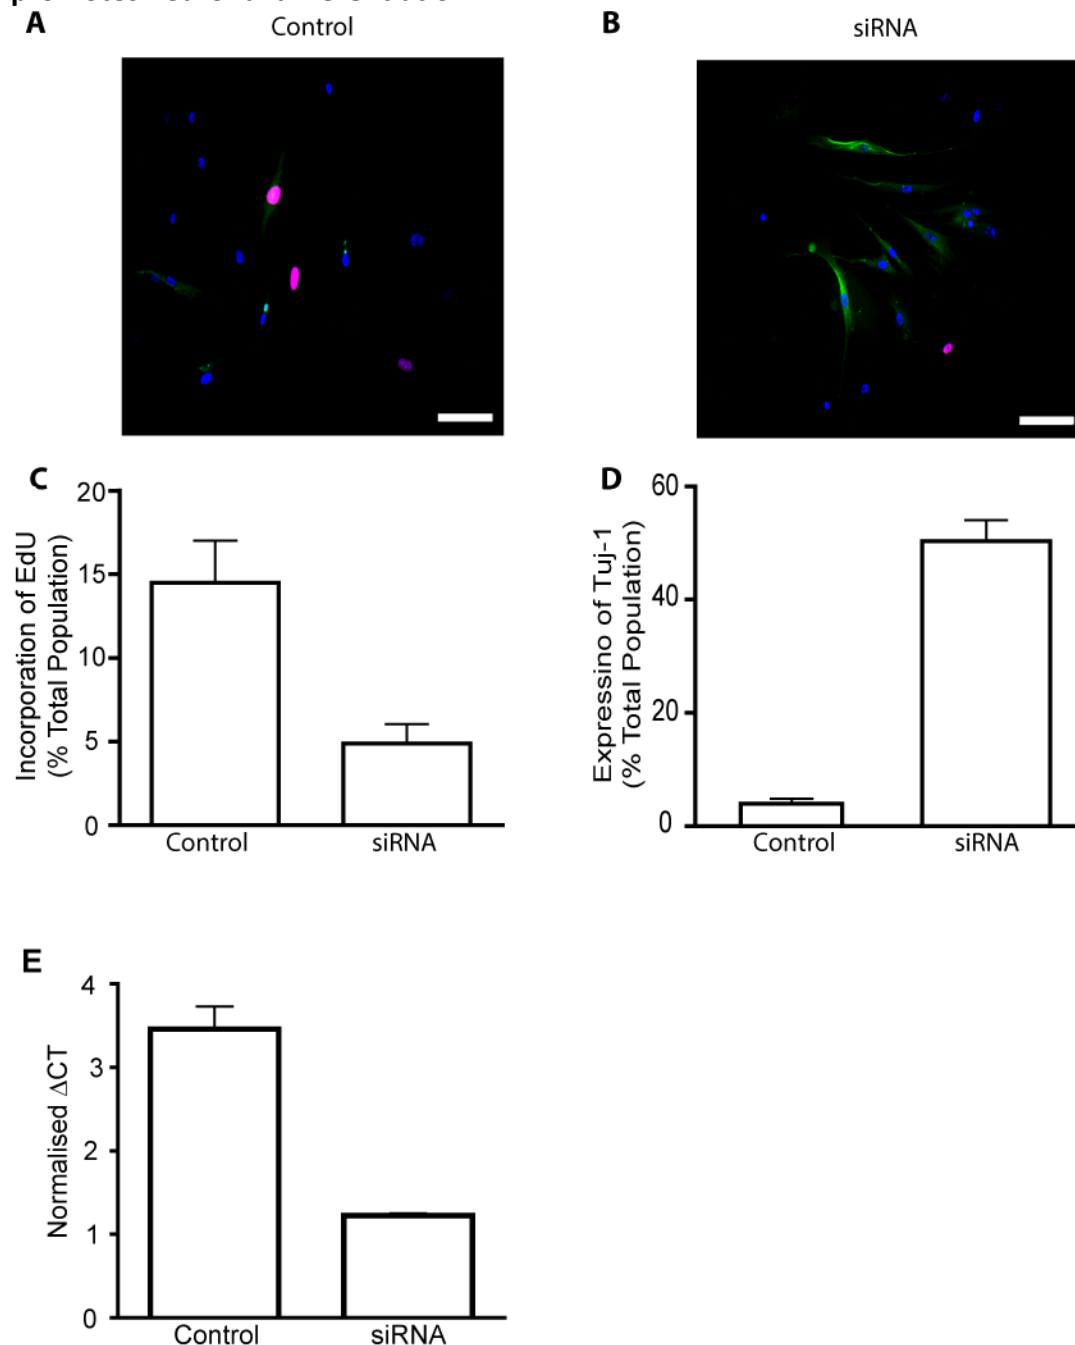 A
Control
B
siRNA
C
Incorporation of EdU
(% Total Population)
20
15
10
5
0
Control
siRNA
D
Expressino of Tuj-1
(% Total Population)
60
40
20
0
Control
siRNA
E
Normalised ΔCT
4
3
2
1
0
Control
siRNA